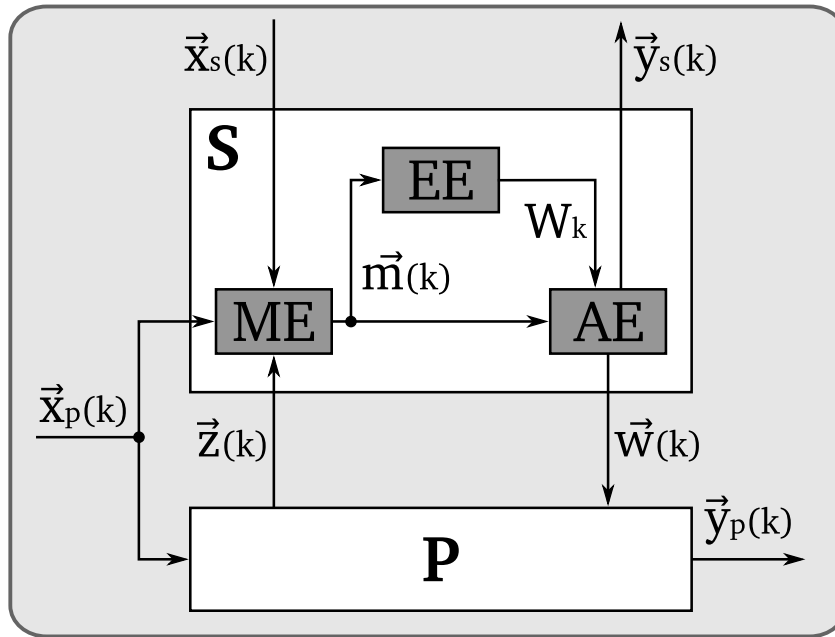 x⃗s(k)
y⃗s(k)
S
EE
Wk
m⃗(k)
ME
AE
x⃗p(k)
z⃗(k)
w⃗(k)
y⃗p(k)
P